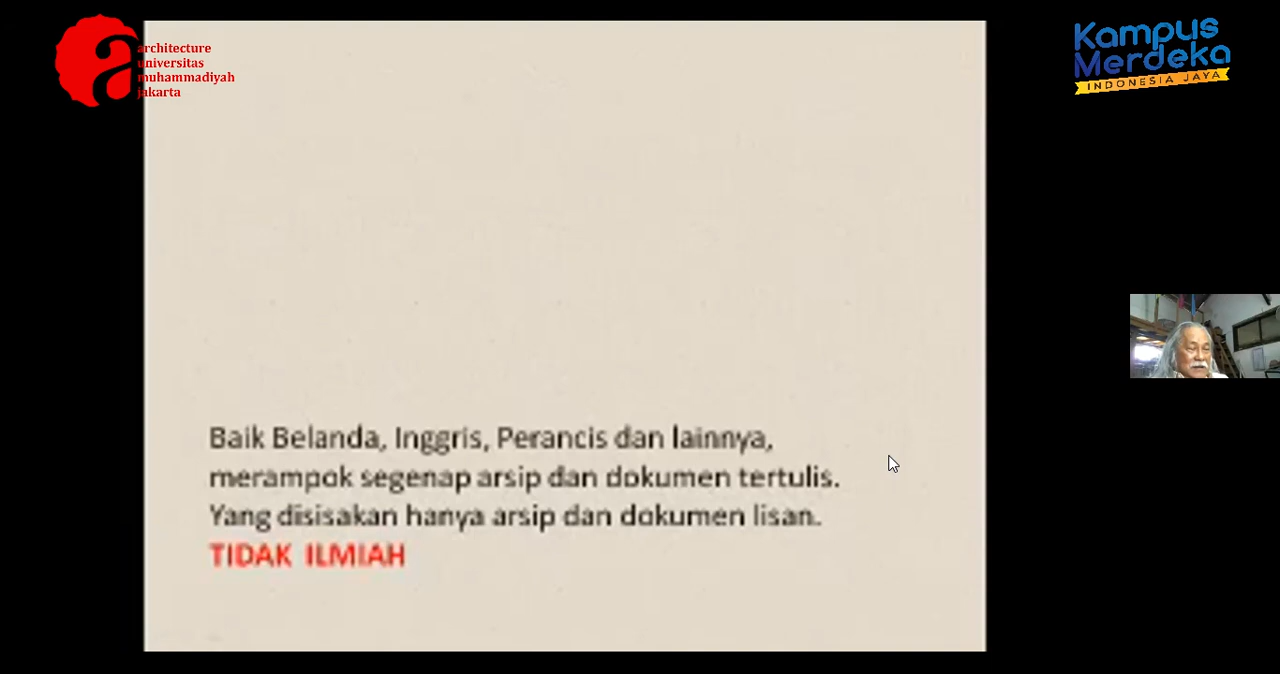 architecture
universitas
muhammadiyah
jakarta
Kampus
Merdeka
INDONESIA JAYA
Baik Belanda, Inggris, Perancis dan lainnya,
merampok segenap arsip dan dokumen tertulis.
Yang disisakan hanya arsip dan dokumen lisan.
TIDAK ILMIAH